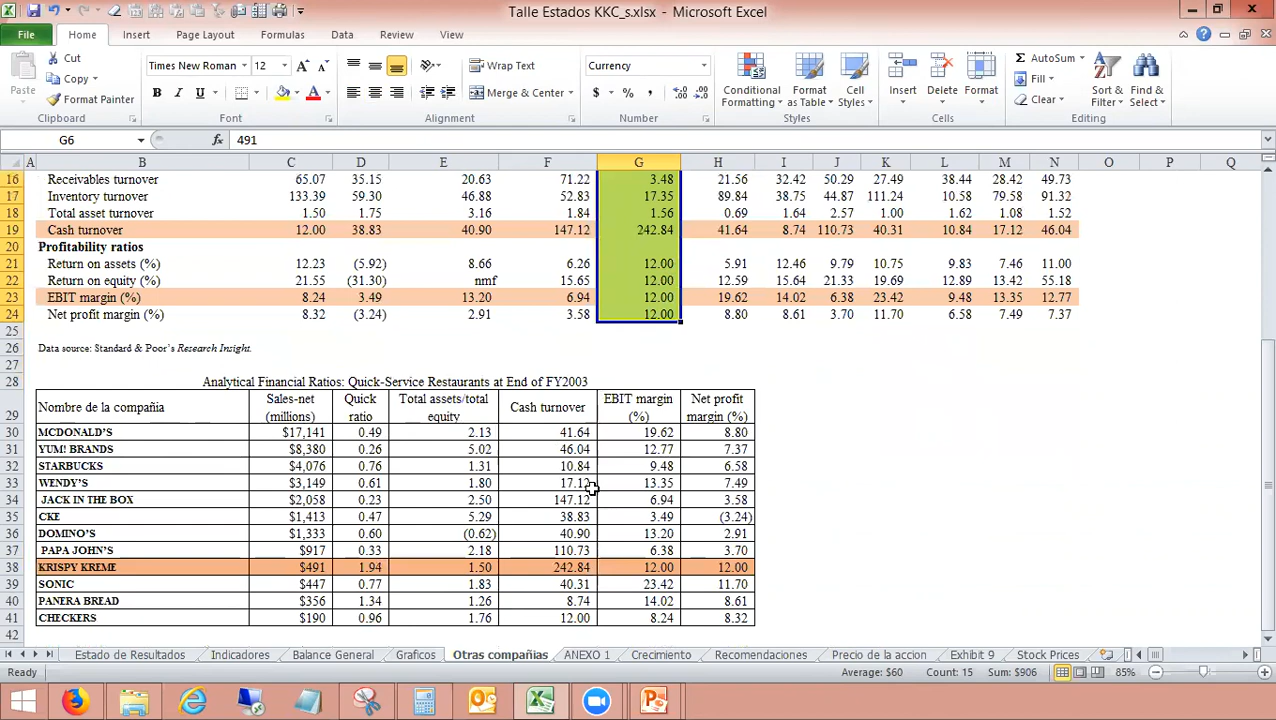 Talle Estados KKC_s.xlsx - Microsoft Excel
File Home Insert Page Layout Formulas Data Review View
Cut Times New Roman 12 Wrap Text Currency AutoSum
Copy Fill
Paste Format Painter B I U Merge & Center $ % , Conditional Formatting Format as Table Cell Styles Insert Delete Format Clear Sort & Filter Find & Select
Clipboard Font Alignment Number Styles Cells Editing
G6 fx 491
A B C D E F G H I J K L M N O P Q
16 Receivables turnover 65.07 35.15 20.63 71.22 3.48 21.56 32.42 50.29 27.49 38.44 28.42 49.73
17 Inventory turnover 133.39 59.30 46.88 52.83 17.35 89.84 38.75 44.87 111.24 10.58 79.58 91.32
18 Total asset turnover 1.50 1.75 3.16 1.84 1.56 0.69 1.64 2.57 1.00 1.62 1.08 1.52
19 Cash turnover 12.00 38.83 40.90 147.12 242.84 41.64 8.74 110.73 40.31 10.84 17.12 46.04
20 Profitability ratios
21 Return on assets (%) 12.23 (5.92) 8.66 6.26 12.00 5.91 12.46 9.79 10.75 9.83 7.46 11.00
22 Return on equity (%) 21.55 (31.30) nmf 15.65 12.00 12.59 15.64 21.33 19.69 12.89 13.42 55.18
23 EBIT margin (%) 8.24 3.49 13.20 6.94 12.00 19.62 14.02 6.38 23.42 9.48 13.35 12.77
24 Net profit margin (%) 8.32 (3.24) 2.91 3.58 12.00 8.80 8.61 3.70 11.70 6.58 7.49 7.37
25
26 Data source: Standard & Poor's Research Insight.
27
28 Analytical Financial Ratios: Quick-Service Restaurants at End of FY2003
29 Nombre de la compañia Sales-net (millions) Quick ratio Total assets/total equity Cash turnover EBIT margin (%) Net profit margin (%)
30 MCDONALD'S $17,141 0.49 2.13 41.64 19.62 8.80
31 YUM! BRANDS $8,380 0.26 5.02 46.04 12.77 7.37
32 STARBUCKS $4,076 0.76 1.31 10.84 9.48 6.58
33 WENDY'S $3,149 0.61 1.80 17.12 13.35 7.49
34 JACK IN THE BOX $2,058 0.23 2.50 147.12 6.94 3.58
35 CKE $1,413 0.47 5.29 38.83 3.49 (3.24)
36 DOMINO'S $1,333 0.60 (0.62) 40.90 13.20 2.91
37 PAPA JOHN'S $917 0.33 2.18 110.73 6.38 3.70
38 KRISPY KREME $491 1.94 1.50 242.84 12.00 12.00
39 SONIC $447 0.77 1.83 40.31 23.42 11.70
40 PANERA BREAD $356 1.34 1.26 8.74 14.02 8.61
41 CHECKERS $190 0.96 1.76 12.00 8.24 8.32
42
Estado de Resultados Indicadores Balance General Graficos Otras compañias ANEXO 1 Crecimiento Recomendaciones Precio de la accion Exhibit 9 Stock Prices
Ready Average: $60 Count: 15 Sum: $906 85%